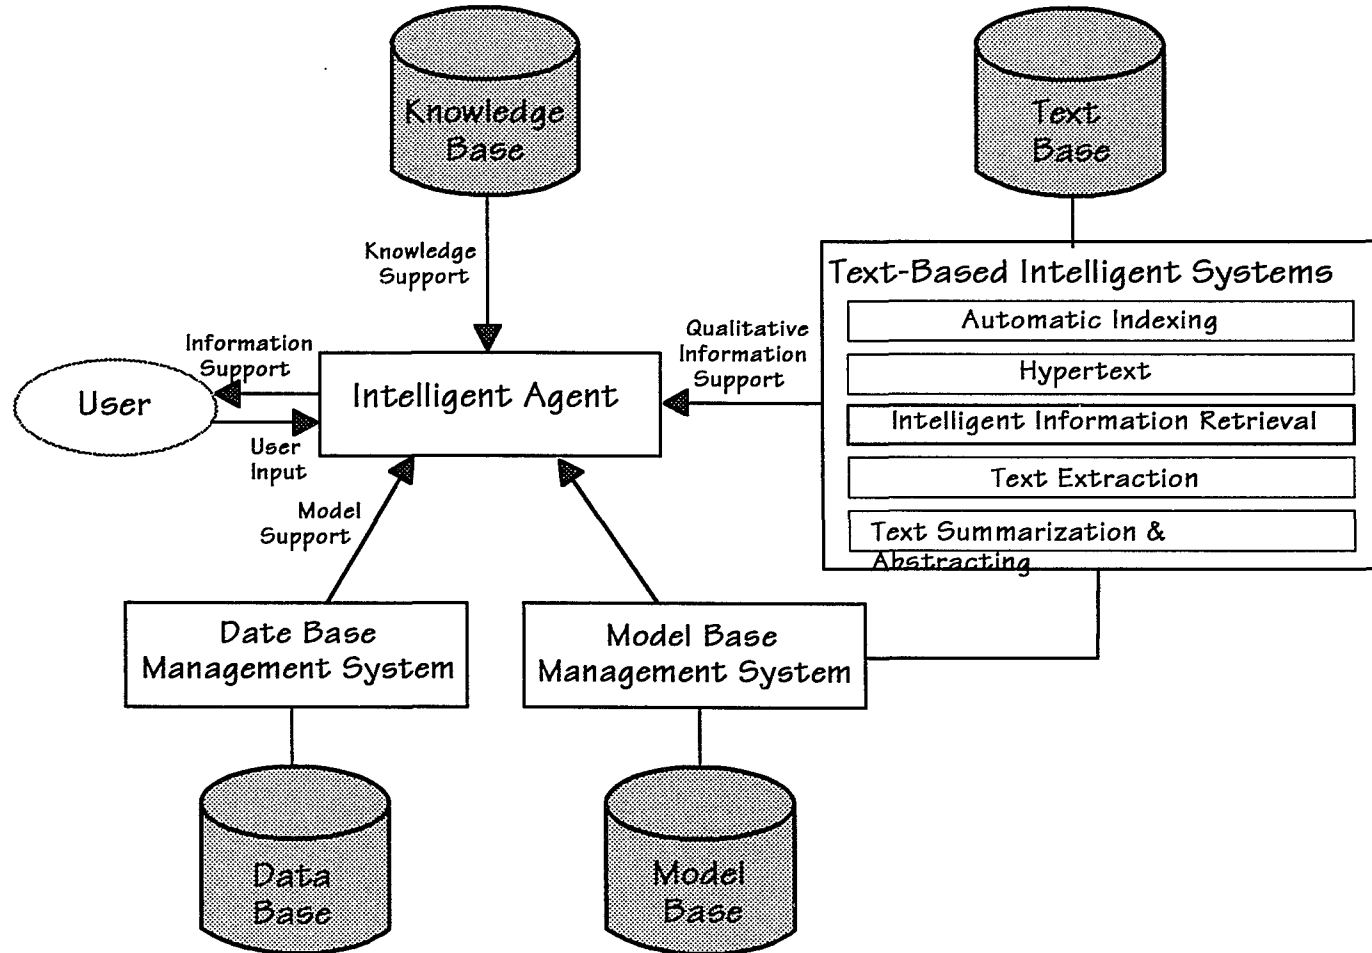 Knowledge
Base
Text
Base
Knowledge
Support
Text-Based Intelligent Systems
Automatic Indexing
Hypertext
Intelligent Information Retrieval
Text Extraction
Text Summarization &
Abstracting
Qualitative
Information
Support
Information
Support
User
Intelligent Agent
User
Input
Model
Support
Date Base
Management System
Model Base
Management System
Data
Base
Model
Base